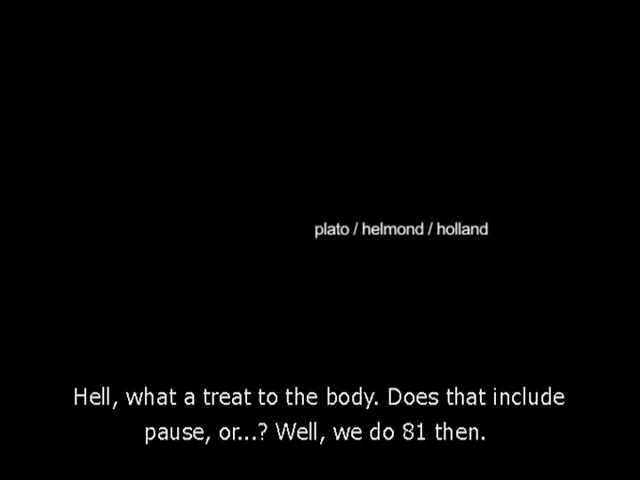 plato / helmond / holland
Hell, what a treat to the body. Does that include
pause, or...? Well, we do 81 then.